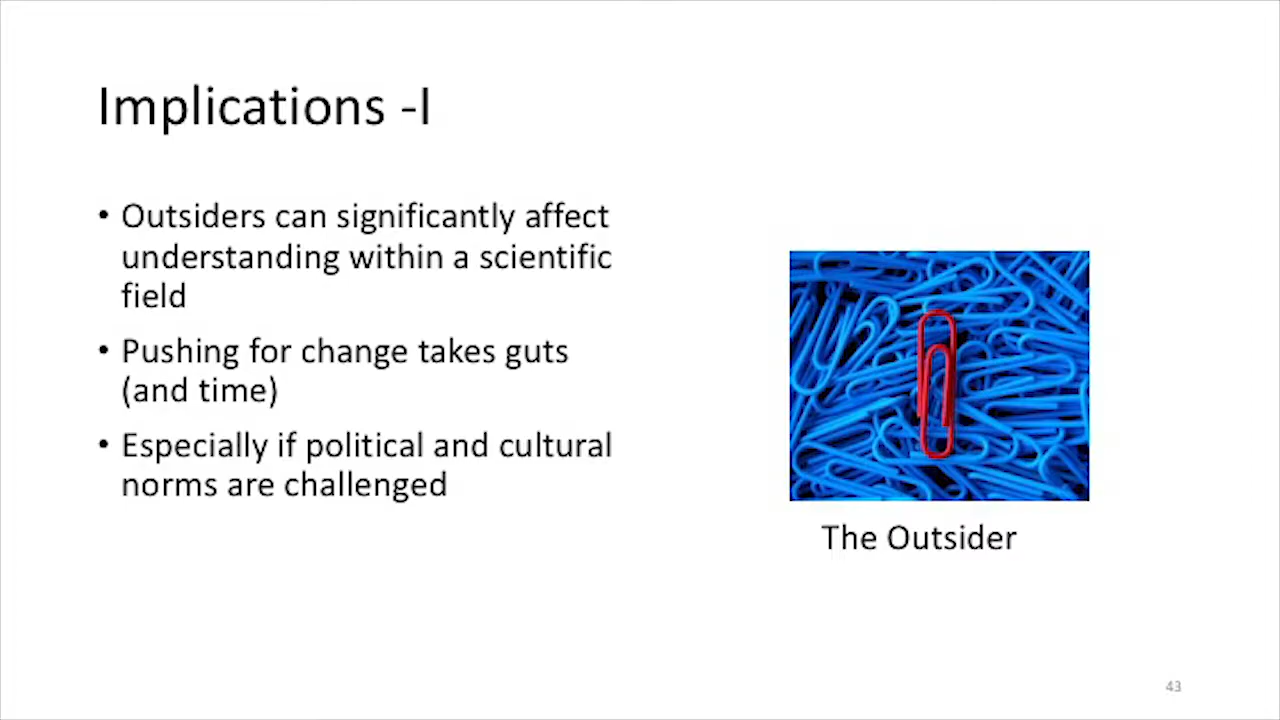 Implications -I
• Outsiders can significantly affect
understanding within a scientific
field
• Pushing for change takes guts
(and time)
• Especially if political and cultural
norms are challenged
The Outsider
43